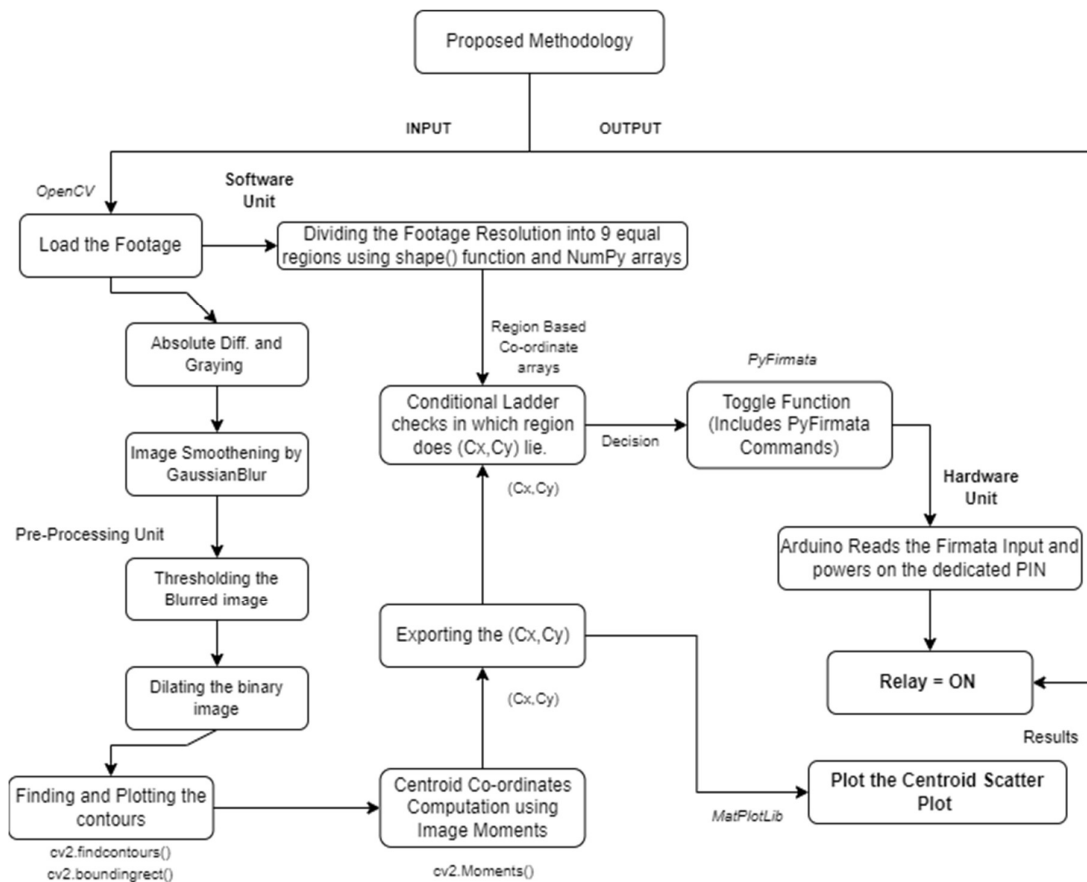 Proposed Methodology
INPUT
OUTPUT
OpenCV
Software
Unit
Load the Footage
Dividing the Footage Resolution into 9 equal
regions using shape() function and NumPy arrays
Absolute Diff. and
Graying
Region Based
Co-ordinate
arrays
PyFirmata
Conditional Ladder
checks in which region
does (Cx,Cy) lie.
Decision
Toggle Function
(Includes PyFirmata
Commands)
Image Smoothening by
GaussianBlur
(Cx,Cy)
Hardware
Unit
Pre-Processing Unit
Arduino Reads the Firmata Input and
powers on the dedicated PIN
Thresholding the
Blurred image
Exporting the (Cx,Cy)
Dilating the binary
image
Relay = ON
(Cx,Cy)
Results
Finding and Plotting the
contours
Centroid Co-ordinates
Computation using
Image Moments
Plot the Centroid Scatter
Plot
MatPlotLib
cv2.findcontours()
cv2.boundingrect()
cv2.Moments()